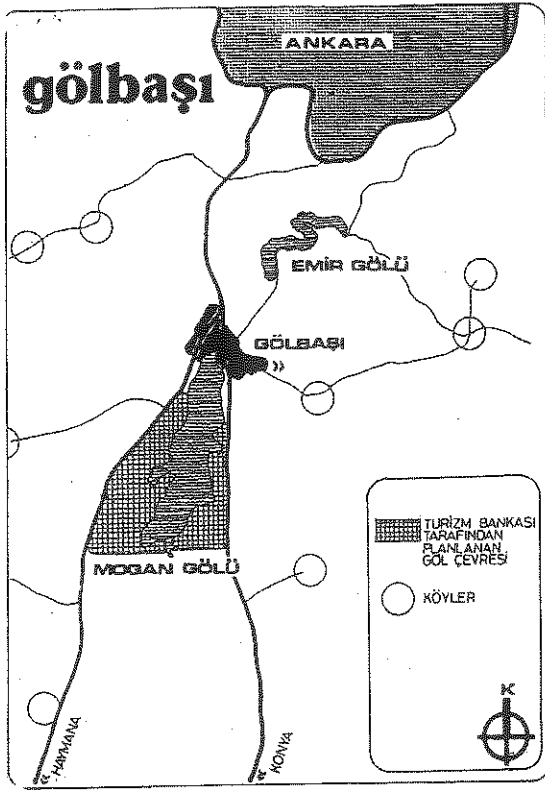 ANKARA
gölbaşı
EMİR GÖLÜ
GÖLBAŞI
MOGAN GÖLÜ
TURİZM BANKASI
TARAFINDAN
PLANLANAN
GÖL ÇEVRESİ
KÖYLER
K
HAYMANA
KONYA